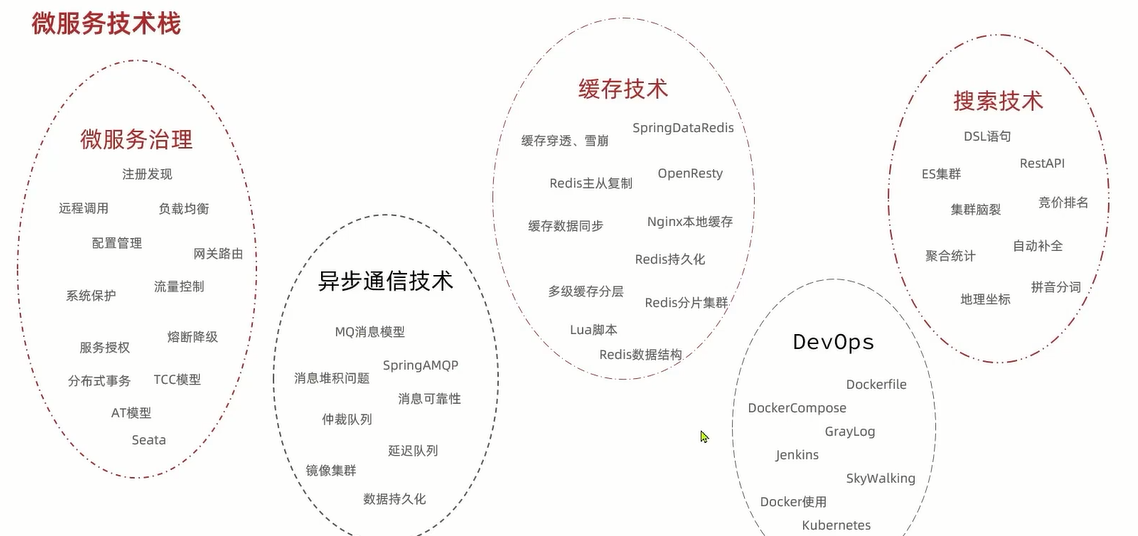 微服务技术栈
微服务治理
注册发现
远程调用
负载均衡
配置管理
网关路由
系统保护
流量控制
服务授权
熔断降级
分布式事务
TCC模型
AT模型
Seata
异步通信技术
MQ消息模型
SpringAMQP
消息堆积问题
消息可靠性
仲裁队列
延迟队列
镜像集群
数据持久化
缓存技术
缓存穿透、雪崩
SpringDataRedis
Redis主从复制
OpenResty
缓存数据同步
Nginx本地缓存
Redis持久化
多级缓存分层
Redis分片集群
Lua脚本
Redis数据结构
DevOps
Dockerfile
DockerCompose
GrayLog
Jenkins
SkyWalking
Docker使用
Kubernetes
搜索技术
DSL语句
RestAPI
ES集群
集群脑裂
竞价排名
聚合统计
自动补全
地理坐标
拼音分词